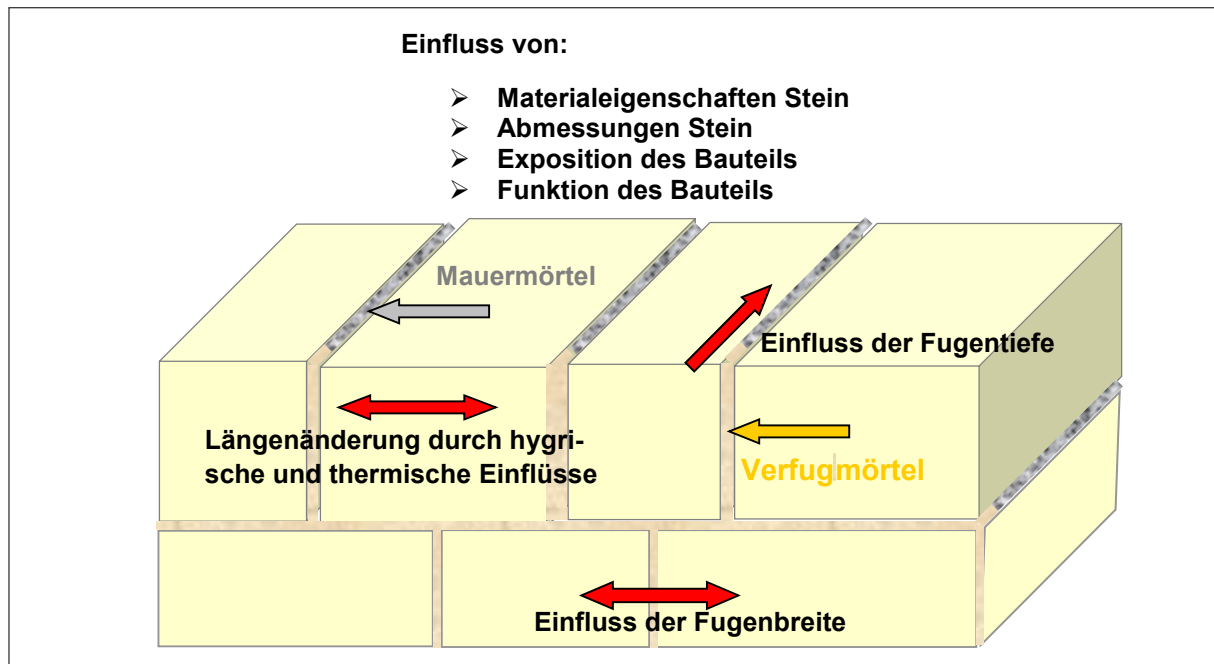 Einfluss von:
➢ Materialeigenschaften Stein
➢ Abmessungen Stein
➢ Exposition des Bauteils
➢ Funktion des Bauteils
Mauermörtel
Einfluss der Fugentiefe
Längenänderung durch hygri-
sche und thermische Einflüsse
Verfugmörtel
Einfluss der Fugenbreite